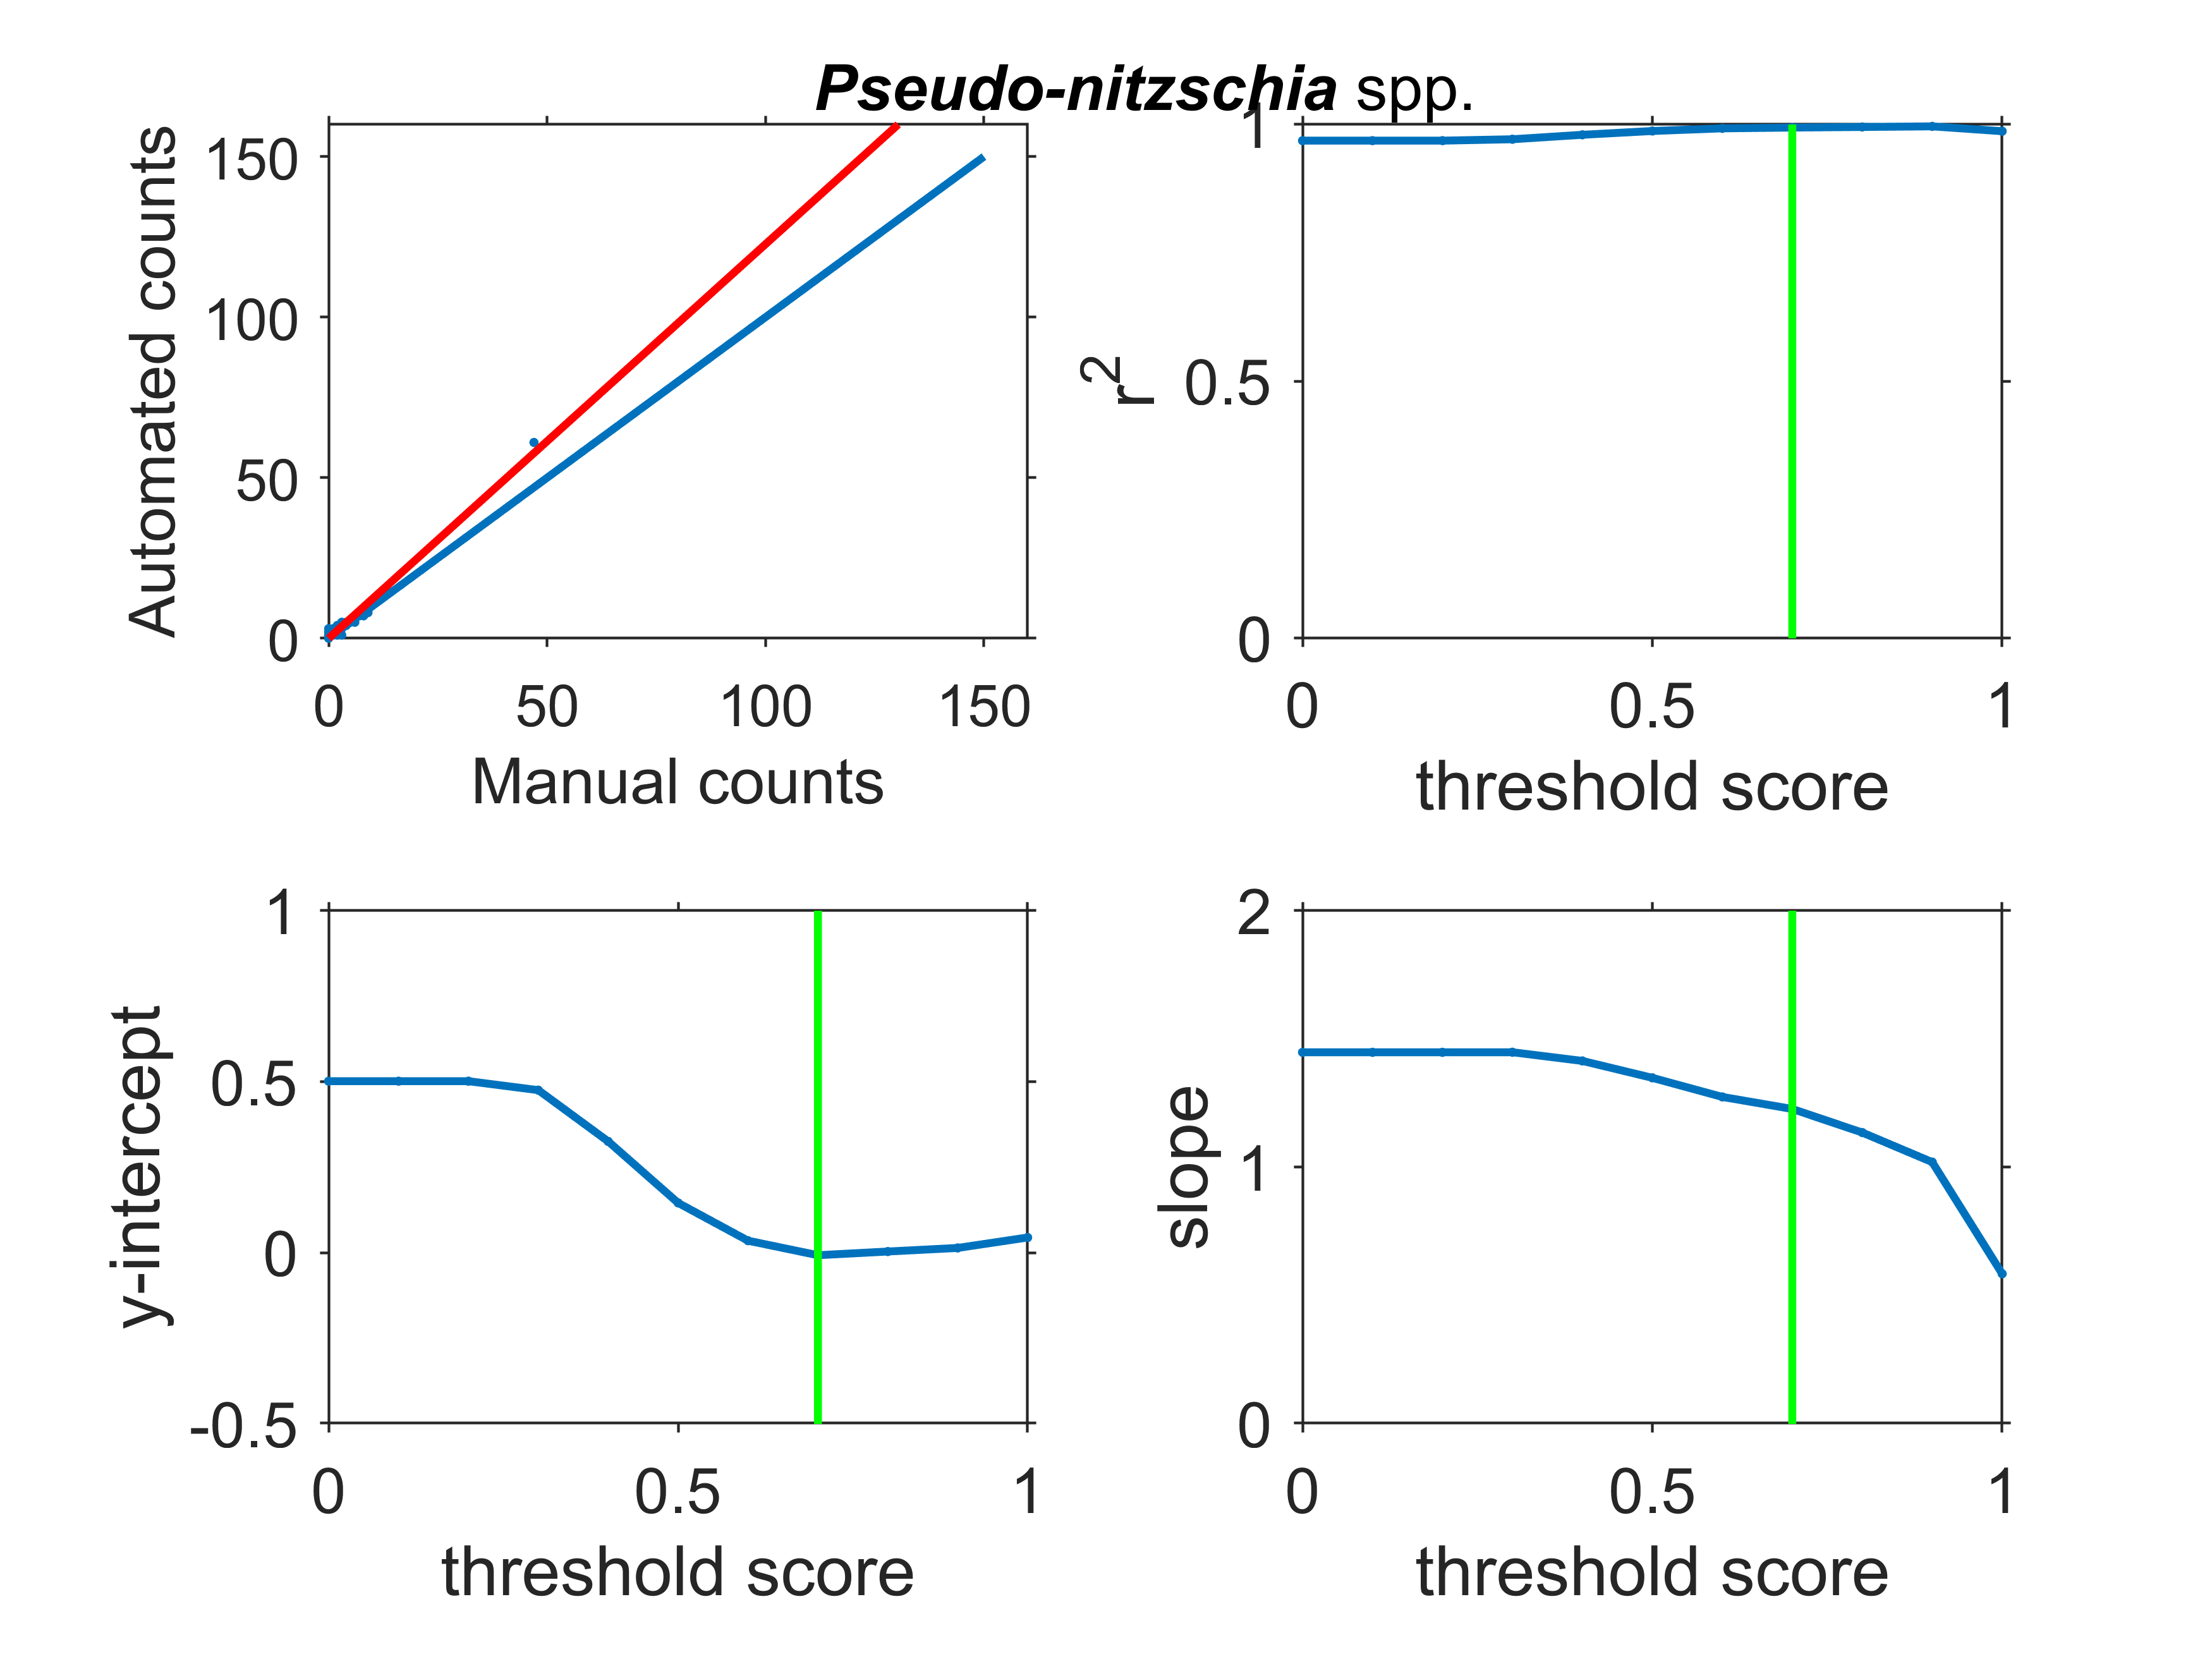 Pseudo-nitzschia spp.
Automated counts
150
100
50
0
0 50 100 150
Manual counts
r2
1
0.5
0
0 0.5 1
threshold score
y-intercept
1
0.5
0
-0.5
0 0.5 1
threshold score
slope
2
1
0
0 0.5 1
threshold score